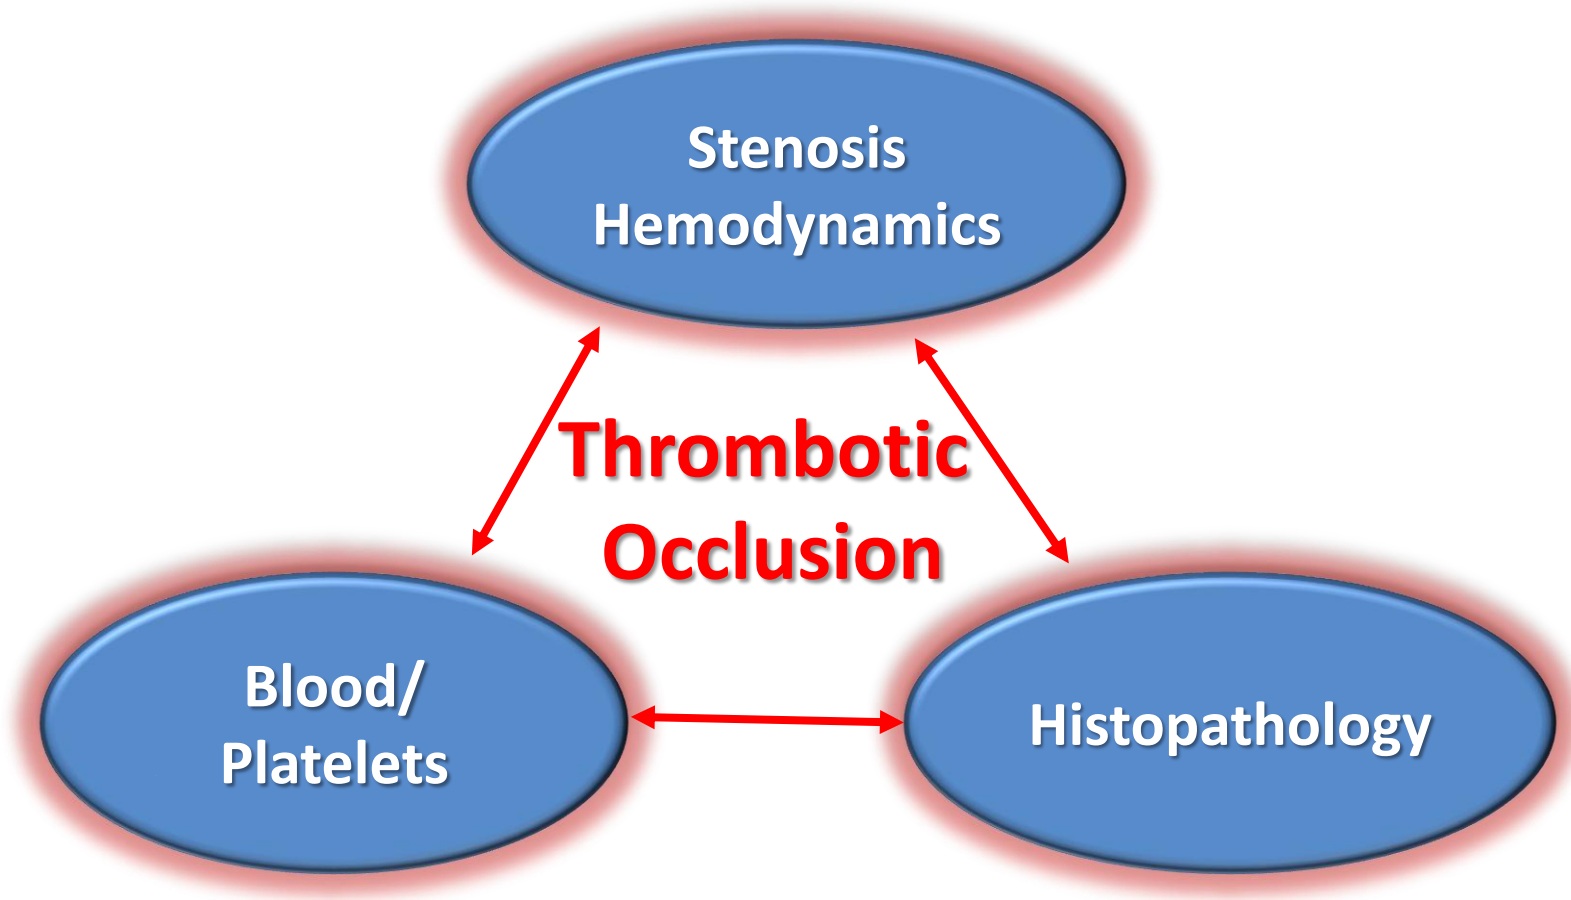 Stenosis
Hemodynamics
Thrombotic
Occlusion
Blood/
Platelets
Histopathology